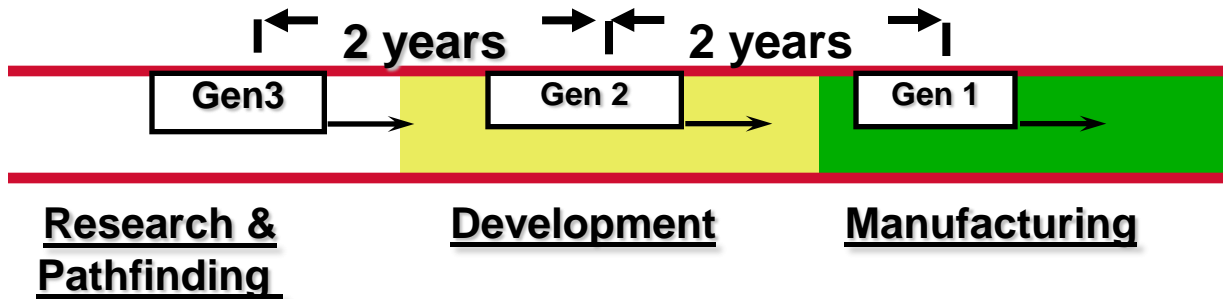 2 years 2 years
Gen3 Gen 2 Gen 1
Research & Development Manufacturing
Pathfinding